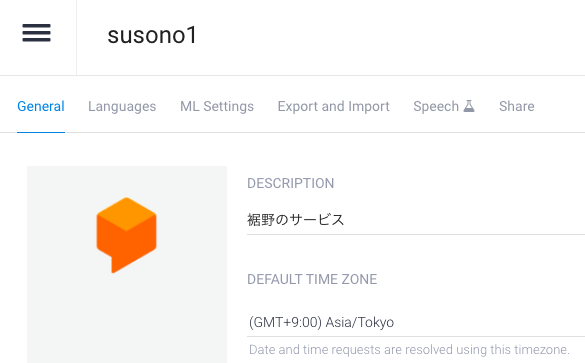 susono1
General Languages ML Settings Export and Import Speech Share
DESCRIPTION
裾野のサービス
DEFAULT TIME ZONE
(GMT+9:00) Asia/Tokyo
Date and time requests are resolved using this timezone.